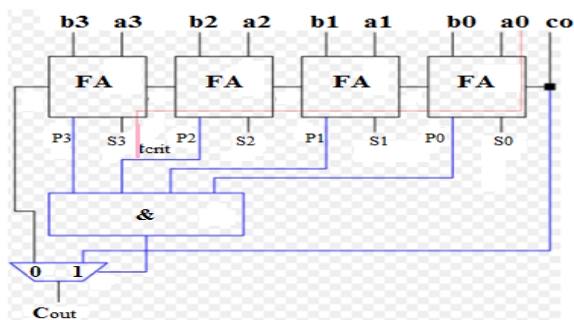 b3 a3 b2 a2 b1 a1 b0 a0 co
FA FA FA FA
P3 S3 tcrit P2 S2 P1 S1 P0 S0
&
0 1
Cout